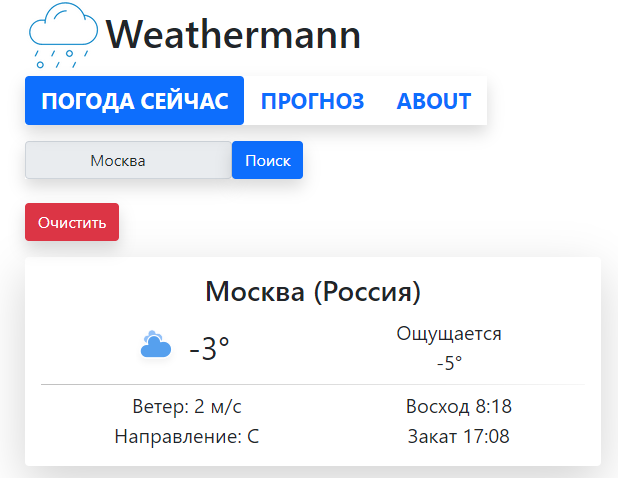 Weathermann
ПОГОДА СЕЙЧАС ПРОГНОЗ ABOUT
Москва Поиск
Очистить
Москва (Россия)
-3°
Ощущается
-5°
Ветер: 2 м/с
Направление: С
Восход 8:18
Закат 17:08